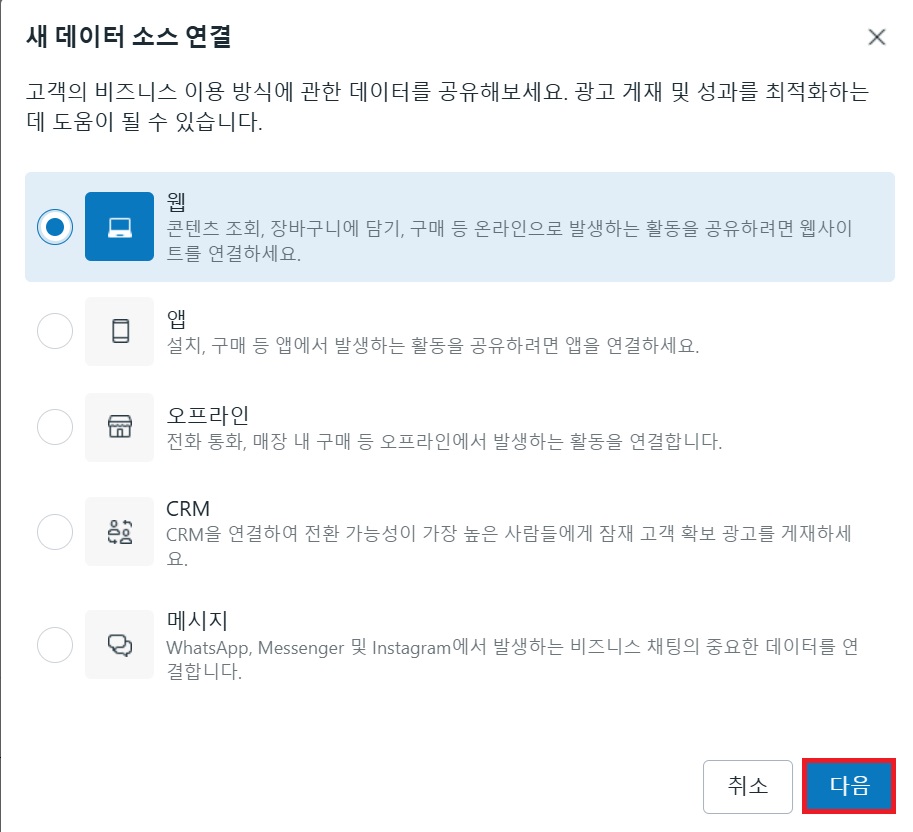 새 데이터 소스 연결
고객의 비즈니스 이용 방식에 관한 데이터를 공유해보세요. 광고 게재 및 성과를 최적화하는
데 도움이 될 수 있습니다.
웹
콘텐츠 조회, 장바구니에 담기, 구매 등 온라인으로 발생하는 활동을 공유하려면 웹사이
트를 연결하세요.
앱
설치, 구매 등 앱에서 발생하는 활동을 공유하려면 앱을 연결하세요.
오프라인
전화 통화, 매장 내 구매 등 오프라인에서 발생하는 활동을 연결합니다.
CRM
CRM을 연결하여 전환 가능성이 가장 높은 사람들에게 잠재 고객 확보 광고를 게재하세
요.
메시지
WhatsApp, Messenger 및 Instagram에서 발생하는 비즈니스 채팅의 중요한 데이터를 연
결합니다.
취소
다음